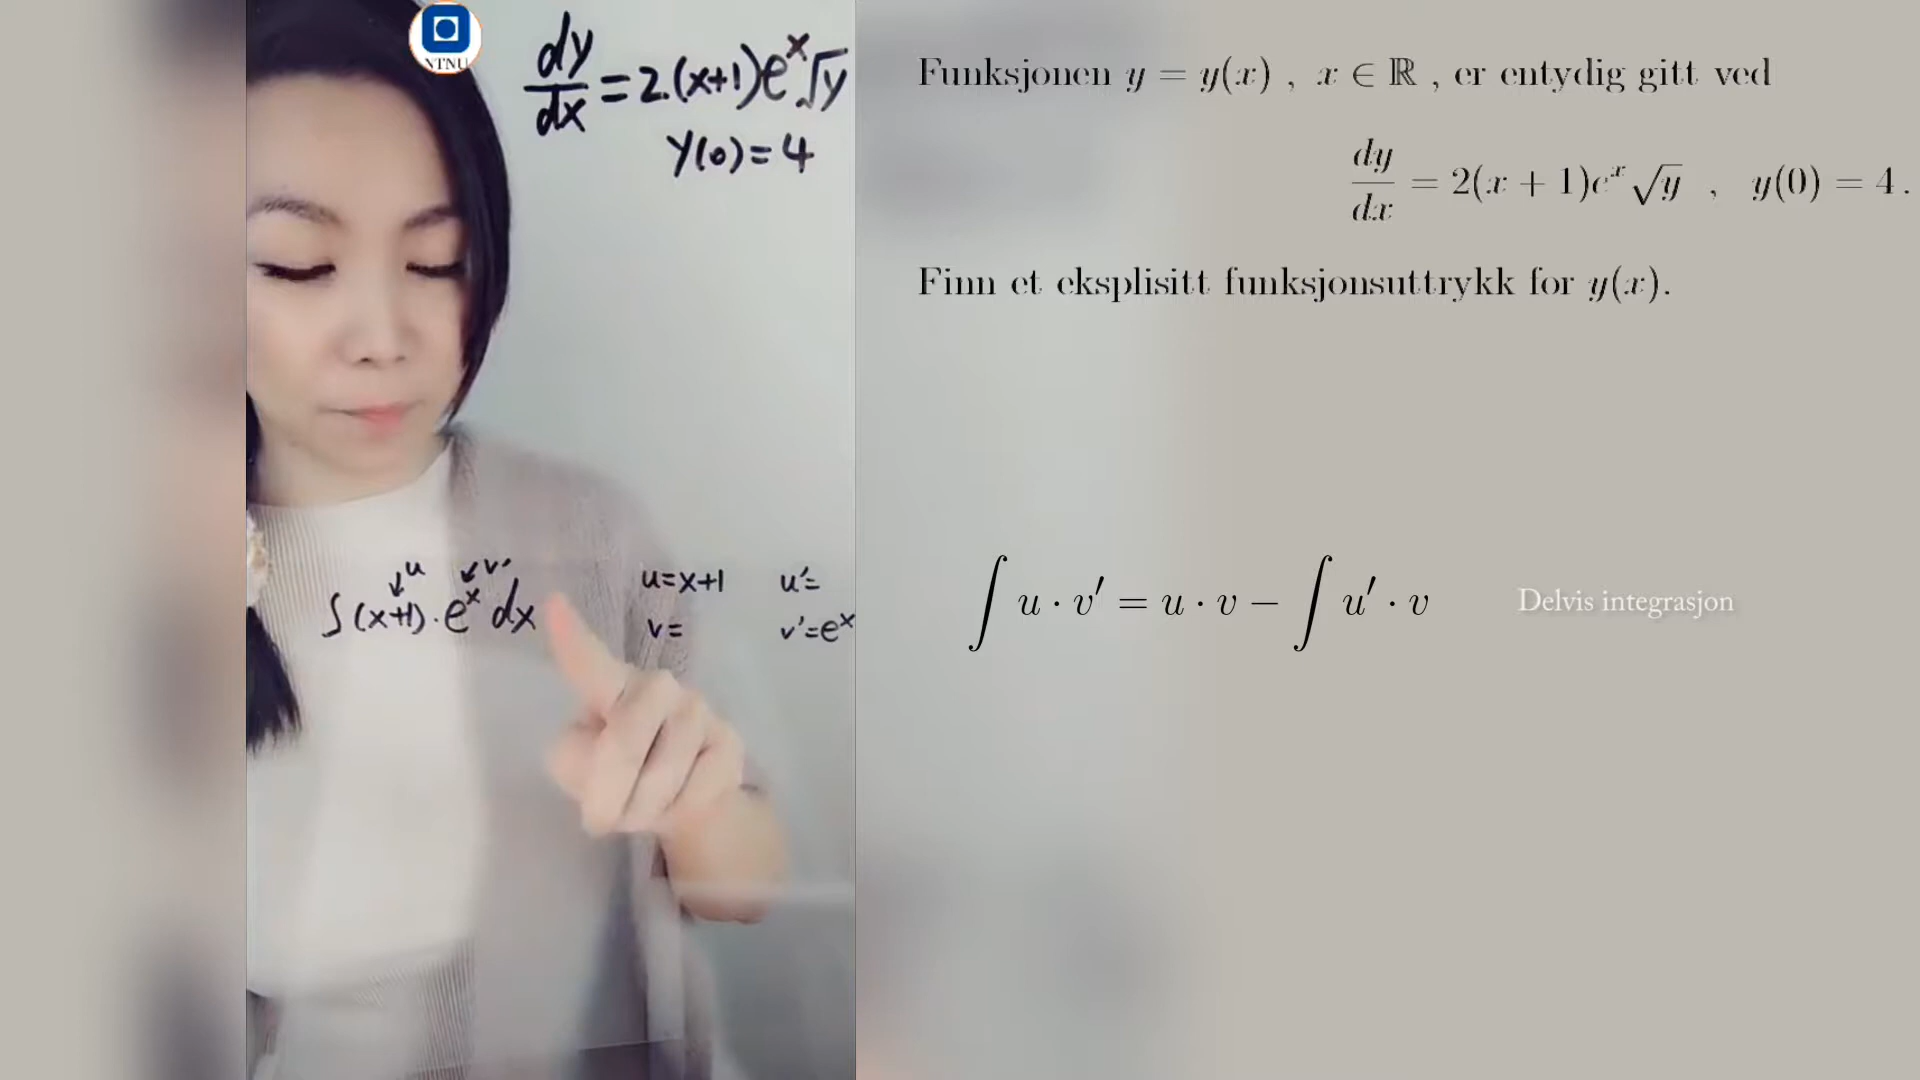 NTNU
dy/dx = 2·(x+1)e^x √y
y(0)=4
Funksjonen y = y(x) , x ∈ ℝ , er entydig gitt ved
dy/dx = 2(x + 1)e^x √y , y(0) = 4 .
Finn et eksplisitt funksjonsuttrykk for y(x).
u v'
∫(x+1)·e^x dx
u=x+1 u'=
v= v'=e^x
∫ u · v′ = u · v − ∫ u′ · v
Delvis integrasjon